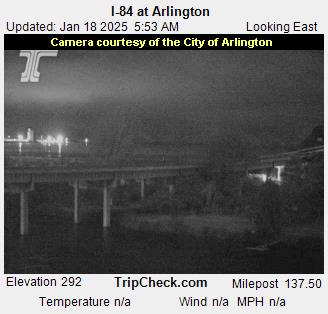 I-84 at Arlington
Updated: Jan 18 2025 5:53 AM Looking East
Camera courtesy of the City of Arlington
Elevation 292 TripCheck.com Milepost 137.50
Temperature n/a Wind n/a MPH n/a